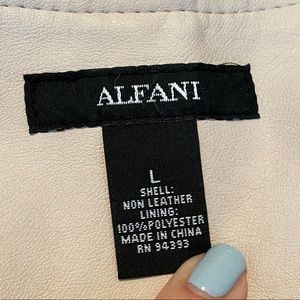 ALFANI
L
SHELL:
NON LEATHER
LINING:
100%POLYESTER
MADE IN CHINA
RN 94393